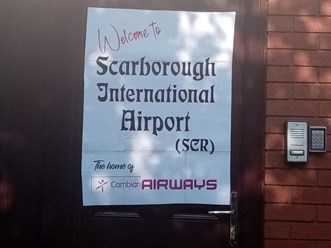 Welcome to
Scarborough
International
Airport
(SCR)
The home of
Cambian AIRWAYS